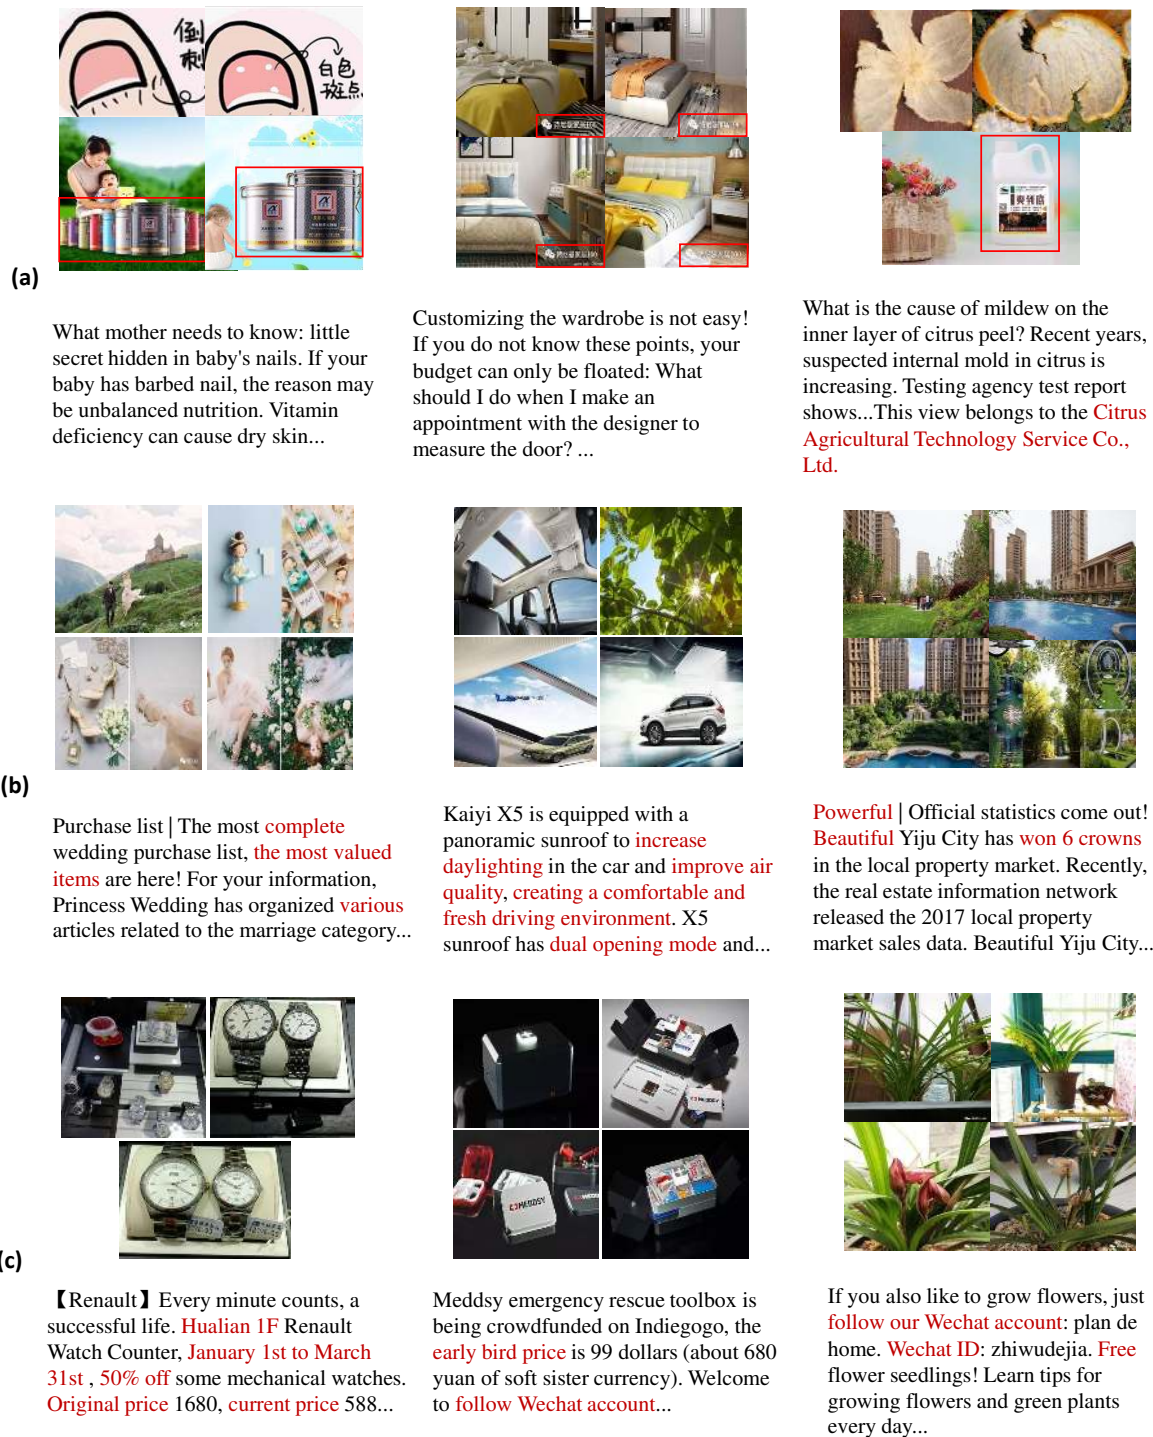 倒刺
白色斑点
(a)
What mother needs to know: little
secret hidden in baby's nails. If your
baby has barbed nail, the reason may
be unbalanced nutrition. Vitamin
deficiency can cause dry skin...
Customizing the wardrobe is not easy!
If you do not know these points, your
budget can only be floated: What
should I do when I make an
appointment with the designer to
measure the door? ...
What is the cause of mildew on the
inner layer of citrus peel? Recent years,
suspected internal mold in citrus is
increasing. Testing agency test report
shows...This view belongs to the Citrus
Agricultural Technology Service Co.,
Ltd.
(b)
Purchase list | The most complete
wedding purchase list, the most valued
items are here! For your information,
Princess Wedding has organized various
articles related to the marriage category...
Kaiyi X5 is equipped with a
panoramic sunroof to increase
daylighting in the car and improve air
quality, creating a comfortable and
fresh driving environment. X5
sunroof has dual opening mode and...
Powerful | Official statistics come out!
Beautiful Yiju City has won 6 crowns
in the local property market. Recently,
the real estate information network
released the 2017 local property
market sales data. Beautiful Yiju City...
MEDDSY
(c)
【Renault】Every minute counts, a
successful life. Hualian 1F Renault
Watch Counter, January 1st to March
31st , 50% off some mechanical watches.
Original price 1680, current price 588...
Meddsy emergency rescue toolbox is
being crowdfunded on Indiegogo, the
early bird price is 99 dollars (about 680
yuan of soft sister currency). Welcome
to follow Wechat account...
If you also like to grow flowers, just
follow our Wechat account: plan de
home. Wechat ID: zhiwudejia. Free
flower seedlings! Learn tips for
growing flowers and green plants
every day...